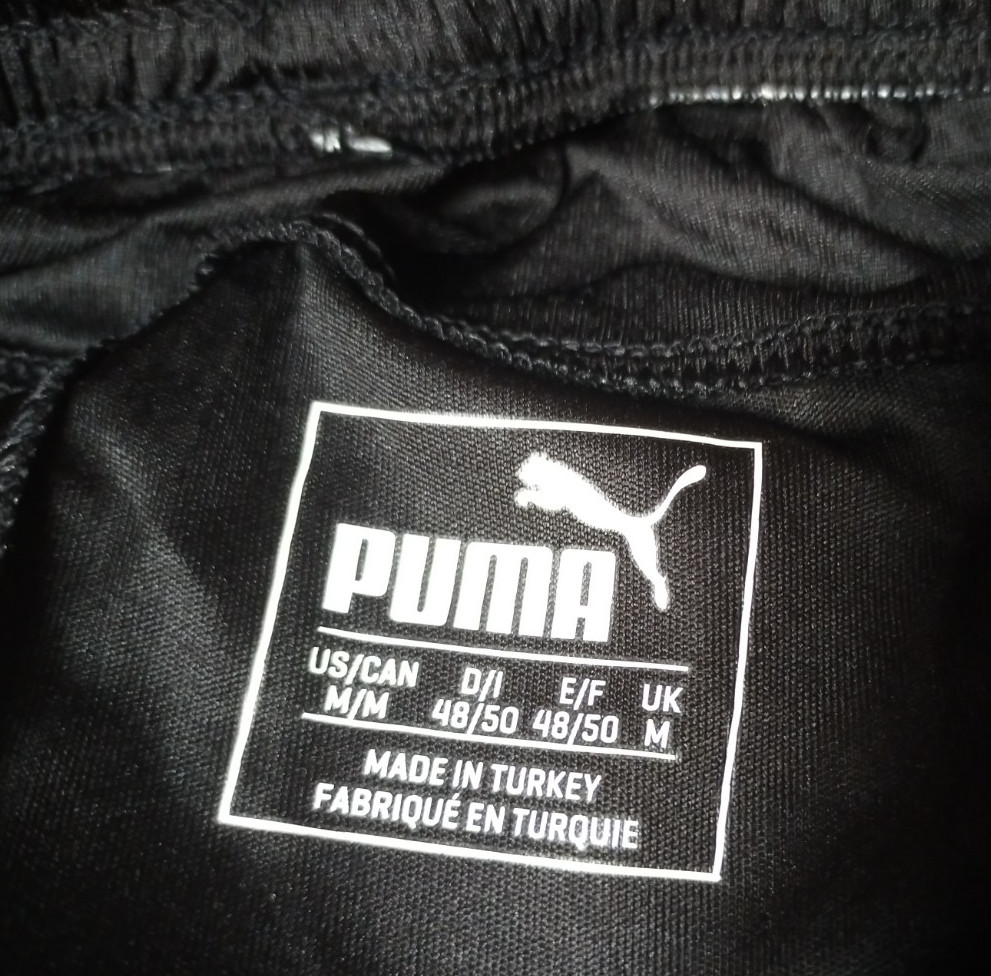 PUMA
US/CAN D/I E/F UK
M/M 48/50 48/50 M
MADE IN TURKEY
FABRIQUÉ EN TURQUIE